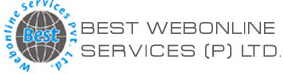 Webonline Services Pvt. Ltd.
Best
BEST WEBONLINE
SERVICES (P) LTD.